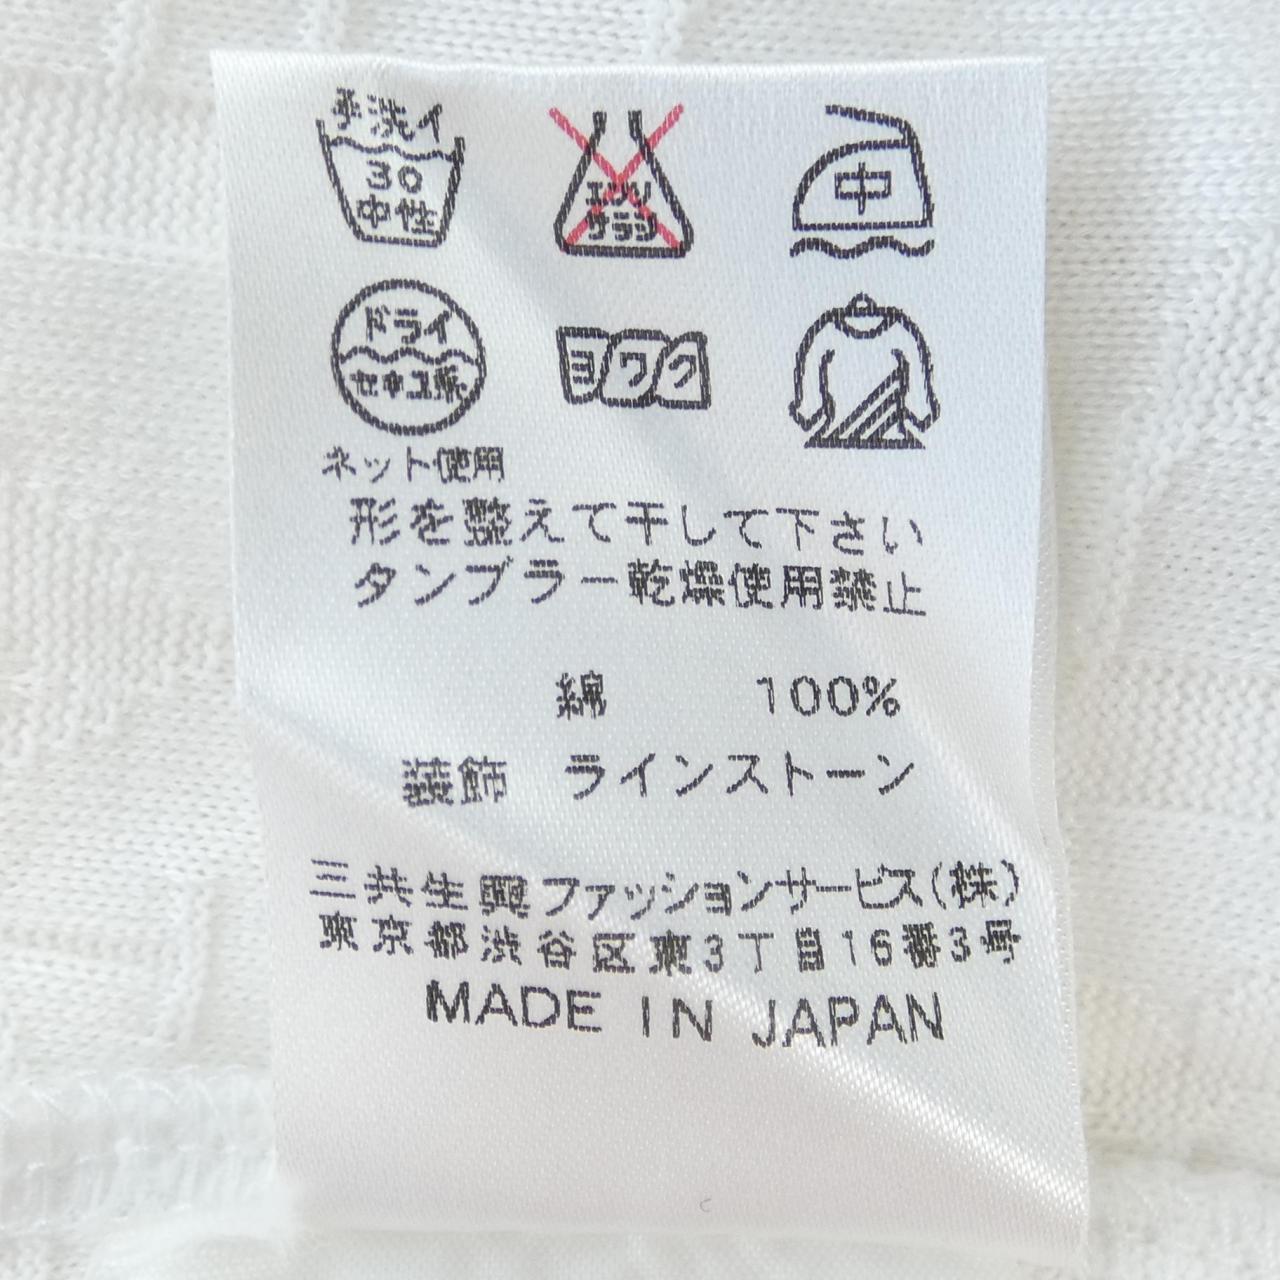 手洗イ
30
中性
エンソ
サラシ
中
ドライ
セキユ系
ヨワク
ネット使用
形を整えて干して下さい
タンブラー乾燥使用禁止
綿 100%
装飾 ラインストーン
三共生興ファッションサービス(株)
東京都渋谷区東3丁目16番3号
MADE IN JAPAN